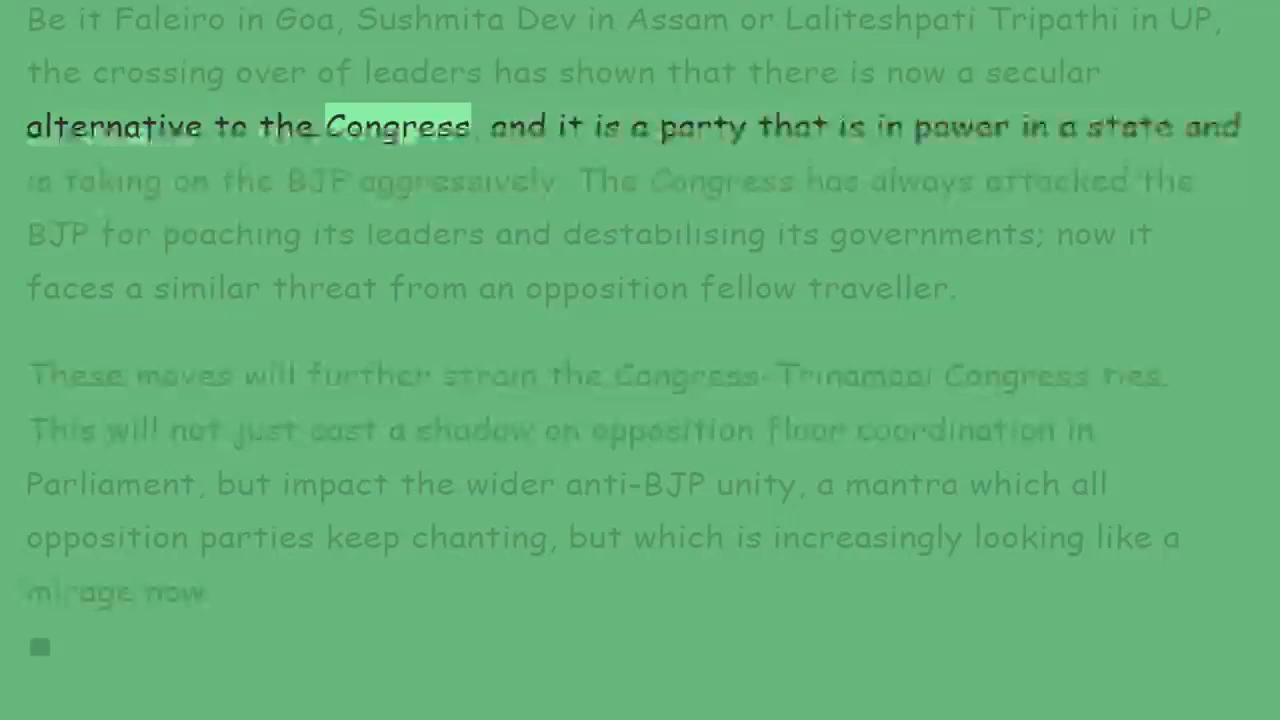 Be it Faleiro in Goa, Sushmita Dev in Assam or Laliteshpati Tripathi in UP,
the crossing over of leaders has shown that there is now a secular
alternative to the Congress, and it is a party that is in power in a state and
is taking on the BJP aggressively. The Congress has always attacked the
BJP for poaching its leaders and destabilising its governments; now it
faces a similar threat from an opposition fellow traveller.
These moves will further strain the Congress-Trinamool Congress ties.
This will not just cast a shadow on opposition floor coordination in
Parliament, but impact the wider anti-BJP unity, a mantra which all
opposition parties keep chanting, but which is increasingly looking like a
mirage now